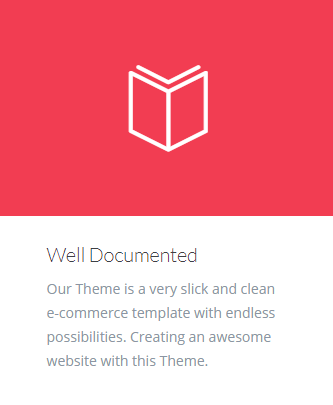 Well Documented
Our Theme is a very slick and clean
e-commerce template with endless
possibilities. Creating an awesome
website with this Theme.